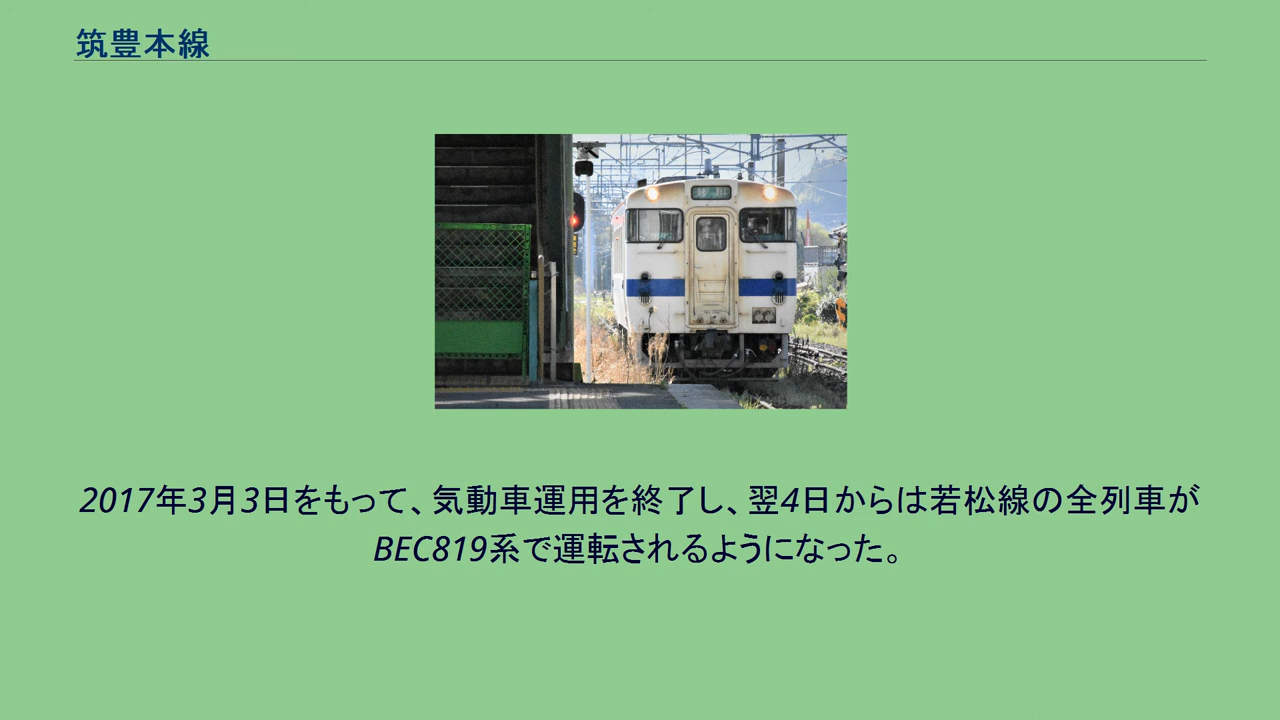 筑豊本線
2017年3月3日をもって、気動車運用を終了し、翌4日からは若松線の全列車が
BEC819系で運転されるようになった。